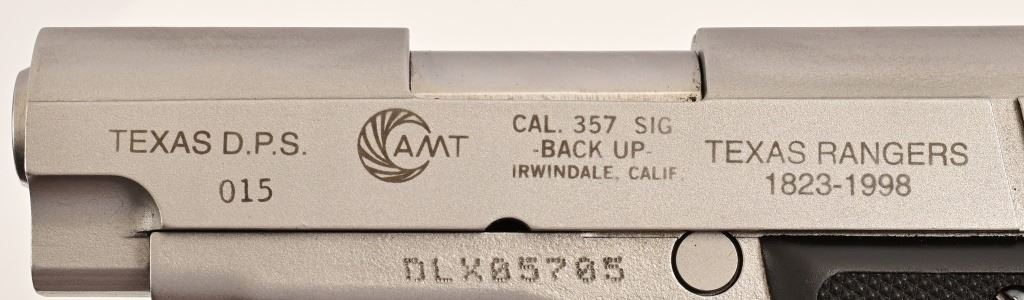 TEXAS D.P.S.
015
AMT
CAL. 357 SIG
-BACK UP-
IRWINDALE, CALIF.
TEXAS RANGERS
1823-1998
DLX05705